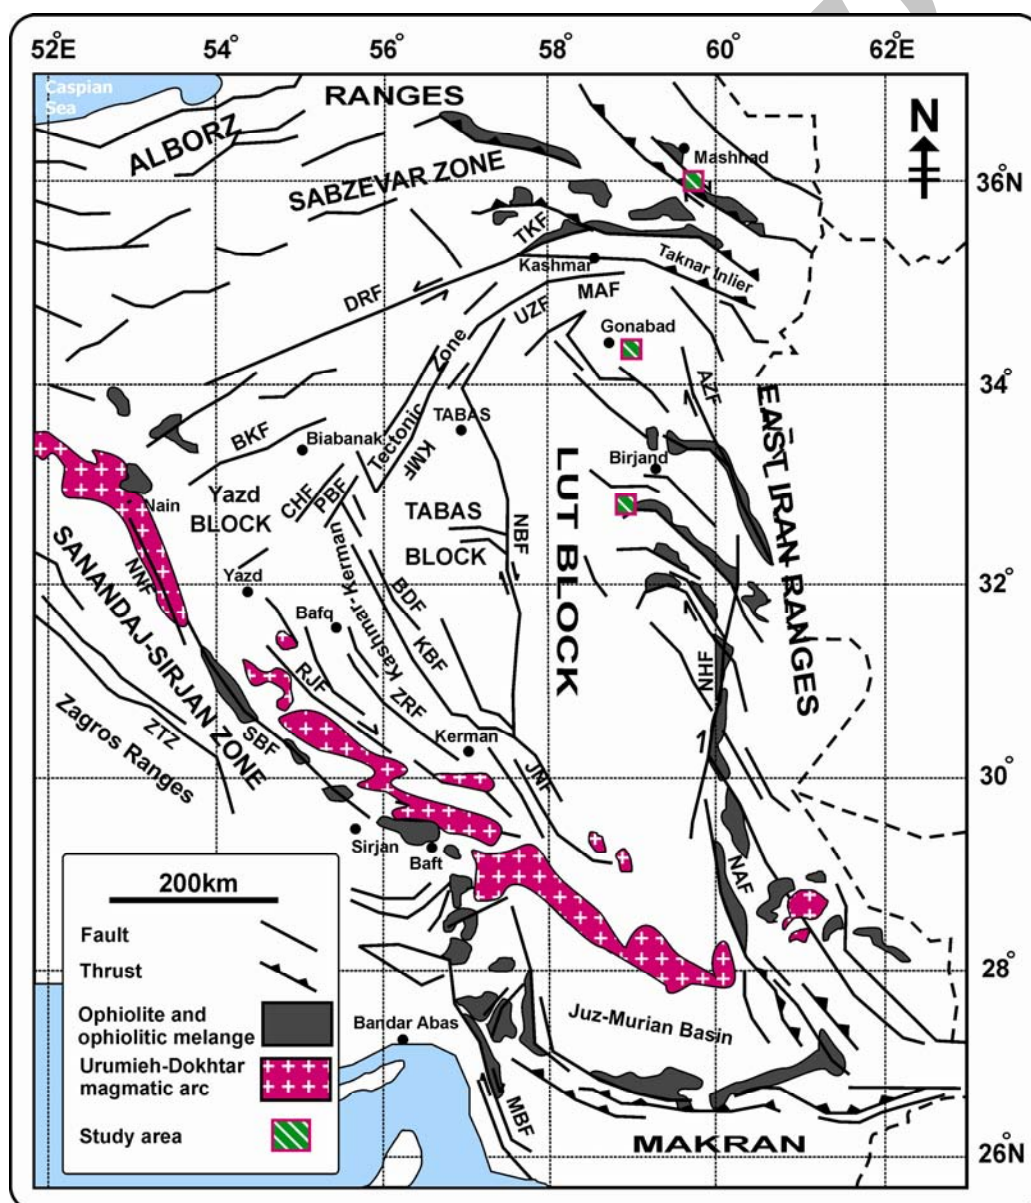 52°E 54° 56° 58° 60° 62°E
Caspian
Sea
RANGES
ALBORZ
N
Mashhad
36°N
SABZEVAR ZONE
TKF
Kashmar
Taknar Inlier
DRF
MAF
UZF
Gonabad
34°
Zone
AZF
EAST IRAN RANGES
TABAS
Tectonic
BKF
Biabanak
KMF
Birjand
LUT BLOCK
Yazd
BLOCK
CHF
PBF
Nain
TABAS
BLOCK
NBF
Kashmar-Kerman
SANANDAJ-SIRJAN ZONE
NNF
Yazd
32°
BDF
Bafq
KBF
RJF
ZRF
NHF
Zagros Ranges
ZTZ
SBF
Kerman
JNF
30°
Sirjan
Baft
NAF
200km
Fault
Thrust
28°
Ophiolite and
ophiolitic melange
Bandar Abas
Juz-Murian Basin
Urumieh-Dokhtar
magmatic arc
MBF
Study area
MAKRAN
26°N